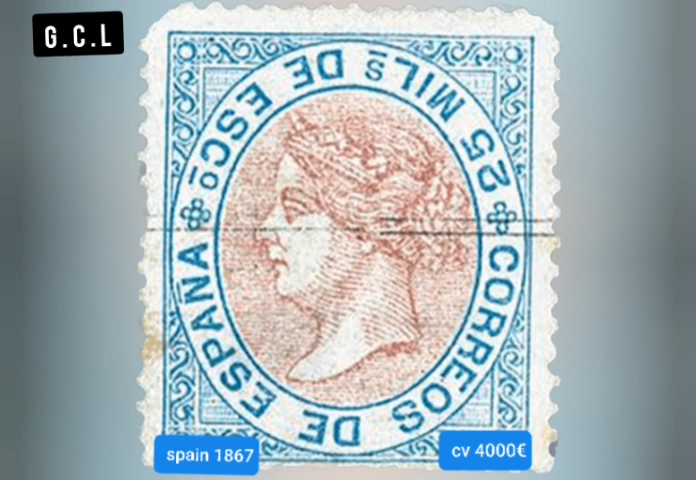 G.C.L
CORREOS DE ESPAÑA
25 MILs DE ESCo
spain 1867
cv 4000€